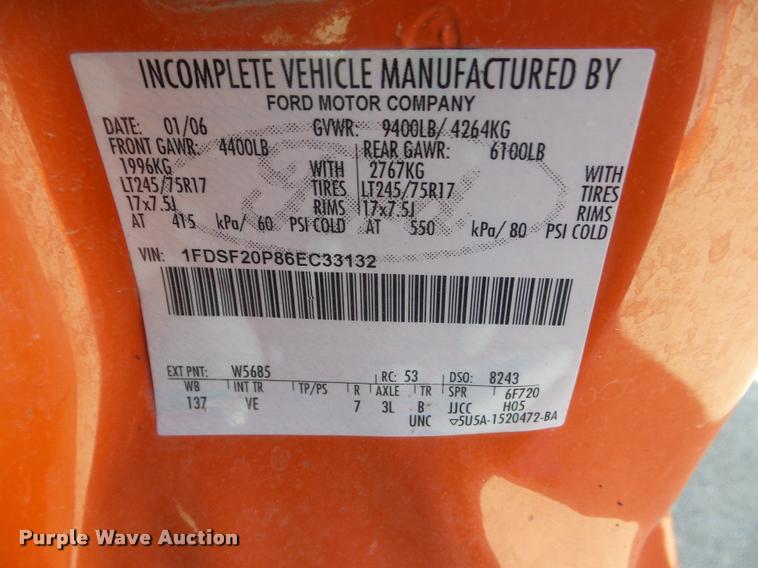 INCOMPLETE VEHICLE MANUFACTURED BY
FORD MOTOR COMPANY
DATE: 01/06 GVWR: 9400LB/ 4264KG
FRONT GAWR: 4400LB REAR GAWR: 6100LB
1996KG WITH 2767KG WITH
LT245/75R17 TIRES LT245/75R17 TIRES
17x7.5J RIMS 17x7.5J RIMS
AT 415 kPa/ 60 PSI COLD AT 550 kPa/ 80 PSI COLD
VIN: 1FDSF20P86EC33132
EXT PNT: W5685 RC: 53 DSO: 8243
WB INT TR TP/PS R AXLE TR SPR 6F720
137 VE 7 3L B JJCC H05
UNC ▽5U5A-1520472-BA
Purple Wave Auction